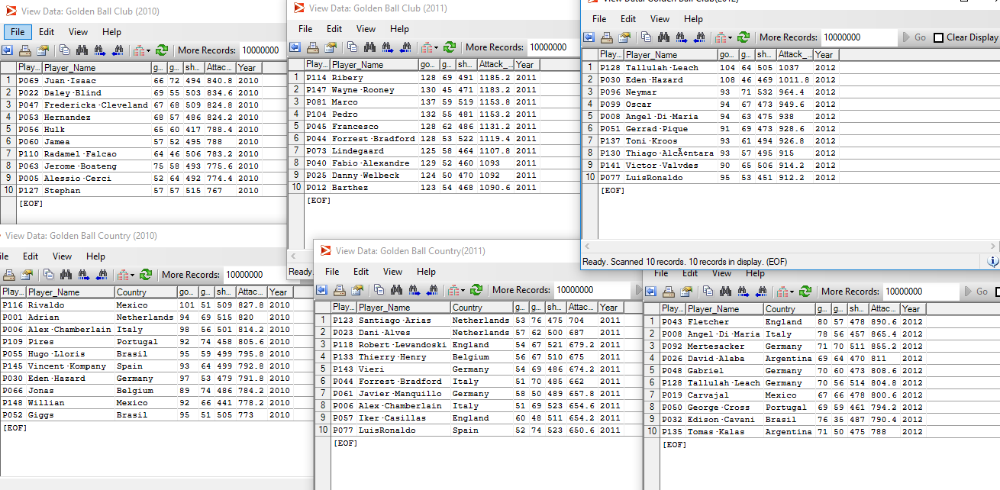 View Data: Golden Ball Club (2010)
File Edit View Help
More Records: 10000000
Play... Player_Name g... g... sh... Attac... Year
1 P069 Juan·Isaac 66 72 494 840.8 2010
2 P022 Daley·Blind 69 55 503 834.6 2010
3 P047 Fredericka·Cleveland 67 68 509 824.8 2010
4 P053 Hernandez 68 57 486 824.2 2010
5 P056 Hulk 65 60 417 788.4 2010
6 P060 Jamea 57 52 495 788 2010
7 P110 Radamel·Falcao 64 46 506 783.2 2010
8 P063 Jerome·Boateng 75 58 493 775.6 2010
9 P005 Alessio·Cerci 52 64 492 774.4 2010
10 P127 Stephan 57 57 515 767 2010
[EOF]
View Data: Golden Ball Club (2011)
File Edit View Help
More Records: 10000000
Play... Player_Name go... g... sh... Attack_... Year
1 P114 Ribery 128 69 491 1185.2 2011
2 P147 Wayne·Rooney 130 45 471 1183.2 2011
3 P081 Marco 137 59 519 1153.8 2011
4 P104 Pedro 132 55 481 1153.2 2011
5 P045 Francesco 128 62 486 1131.2 2011
6 P044 Forrest·Bradford 128 53 522 1119.4 2011
7 P073 Lindegaard 125 58 464 1107.8 2011
8 P040 Fabio·Alexandre 129 52 460 1093 2011
9 P025 Danny·Welbeck 124 50 470 1092 2011
10 P012 Barthez 123 54 468 1090.6 2011
[EOF]
Ready.
View Data: Golden Ball Club(2012)
File Edit View Help
More Records: 10000000 Go Clear Display
Play... Player_Name go... g... sh... Attack_... Year
1 P128 Tallulah·Leach 104 64 505 1037 2012
2 P030 Eden·Hazard 108 46 469 1011.8 2012
3 P096 Neymar 93 71 532 964.4 2012
4 P099 Oscar 94 67 473 949.6 2012
5 P008 Angel·Di·Maria 94 63 475 938 2012
6 P051 Gerrad·Pique 91 69 473 928.6 2012
7 P137 Toni·Kroos 93 61 494 926.8 2012
8 P130 Thiago·AlcÃ¢ntara 93 57 495 915 2012
9 P141 Victor·Valvdes 90 65 506 914.2 2012
10 P077 LuisRonaldo 95 53 451 912.2 2012
[EOF]
Ready. Scanned 10 records. 10 records in display. (EOF)
View Data: Golden Ball Country (2010)
ile Edit View Help
More Records: 10000000
Play... Player_Name Country go... g... sh... Attac... Year
P116 Rivaldo Mexico 101 51 509 827.8 2010
P001 Adrian Netherlands 94 69 515 820 2010
P006 Alex·Chamberlain Italy 98 56 501 814.2 2010
P109 Pires Portugal 92 74 458 805.6 2010
P055 Hugo·Lloris Brasil 95 59 499 795.8 2010
P145 Vincent·Kompany Spain 93 64 499 792.8 2010
P030 Eden·Hazard Germany 97 53 479 791.8 2010
P066 Jonas Belgium 89 74 486 784.2 2010
P148 Willian Mexico 92 66 441 778.2 2010
P052 Giggs Brasil 95 51 505 773 2010
[EOF]
View Data: Golden Ball Country(2011)
File Edit View Help
More Records: 10000000
Play... Player_Name Country g... g... sh... Attac... Year
1 P123 Santiago·Arias Netherlands 53 76 475 704 2011
2 P023 Dani·Alves Netherlands 57 62 500 687 2011
3 P118 Robert·Lewandoski England 54 67 521 679.2 2011
4 P133 Thierry·Henry Belgium 56 67 510 675 2011
5 P143 Vieri Germany 54 69 486 674.2 2011
6 P044 Forrest·Bradford Italy 51 70 485 662 2011
7 P061 Javier·Manquillo Germany 58 50 489 657.8 2011
8 P006 Alex·Chamberlain Italy 51 69 523 654.6 2011
9 P057 Iker·Casillas England 60 48 511 654.2 2011
10 P077 LuisRonaldo Spain 52 74 523 650.6 2011
[EOF]
File Edit View Help
More Records: 10000000 Go
Play... Player_Name Country g... g... sh... Attac... Year
1 P043 Fletcher England 80 57 478 890.6 2012
2 P008 Angel·Di·Maria Italy 78 56 457 865.4 2012
3 P092 Mertesacker Germany 71 70 511 855.2 2012
4 P026 David·Alaba Argentina 69 64 470 811 2012
5 P048 Gabriel Germany 70 60 473 808.6 2012
6 P128 Tallulah·Leach Germany 70 56 514 804.8 2012
7 P019 Carvajal Mexico 67 66 478 800.6 2012
8 P050 George·Cross Portugal 69 59 461 794.2 2012
9 P032 Edison·Cavani Brasil 76 35 487 790.4 2012
10 P135 Tomas·Kalas Argentina 71 50 475 788 2012
[EOF]